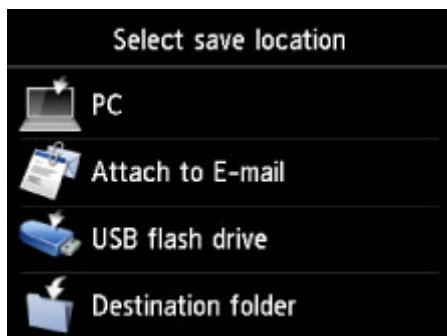 Select save location
PC
Attach to E-mail
USB flash drive
Destination folder